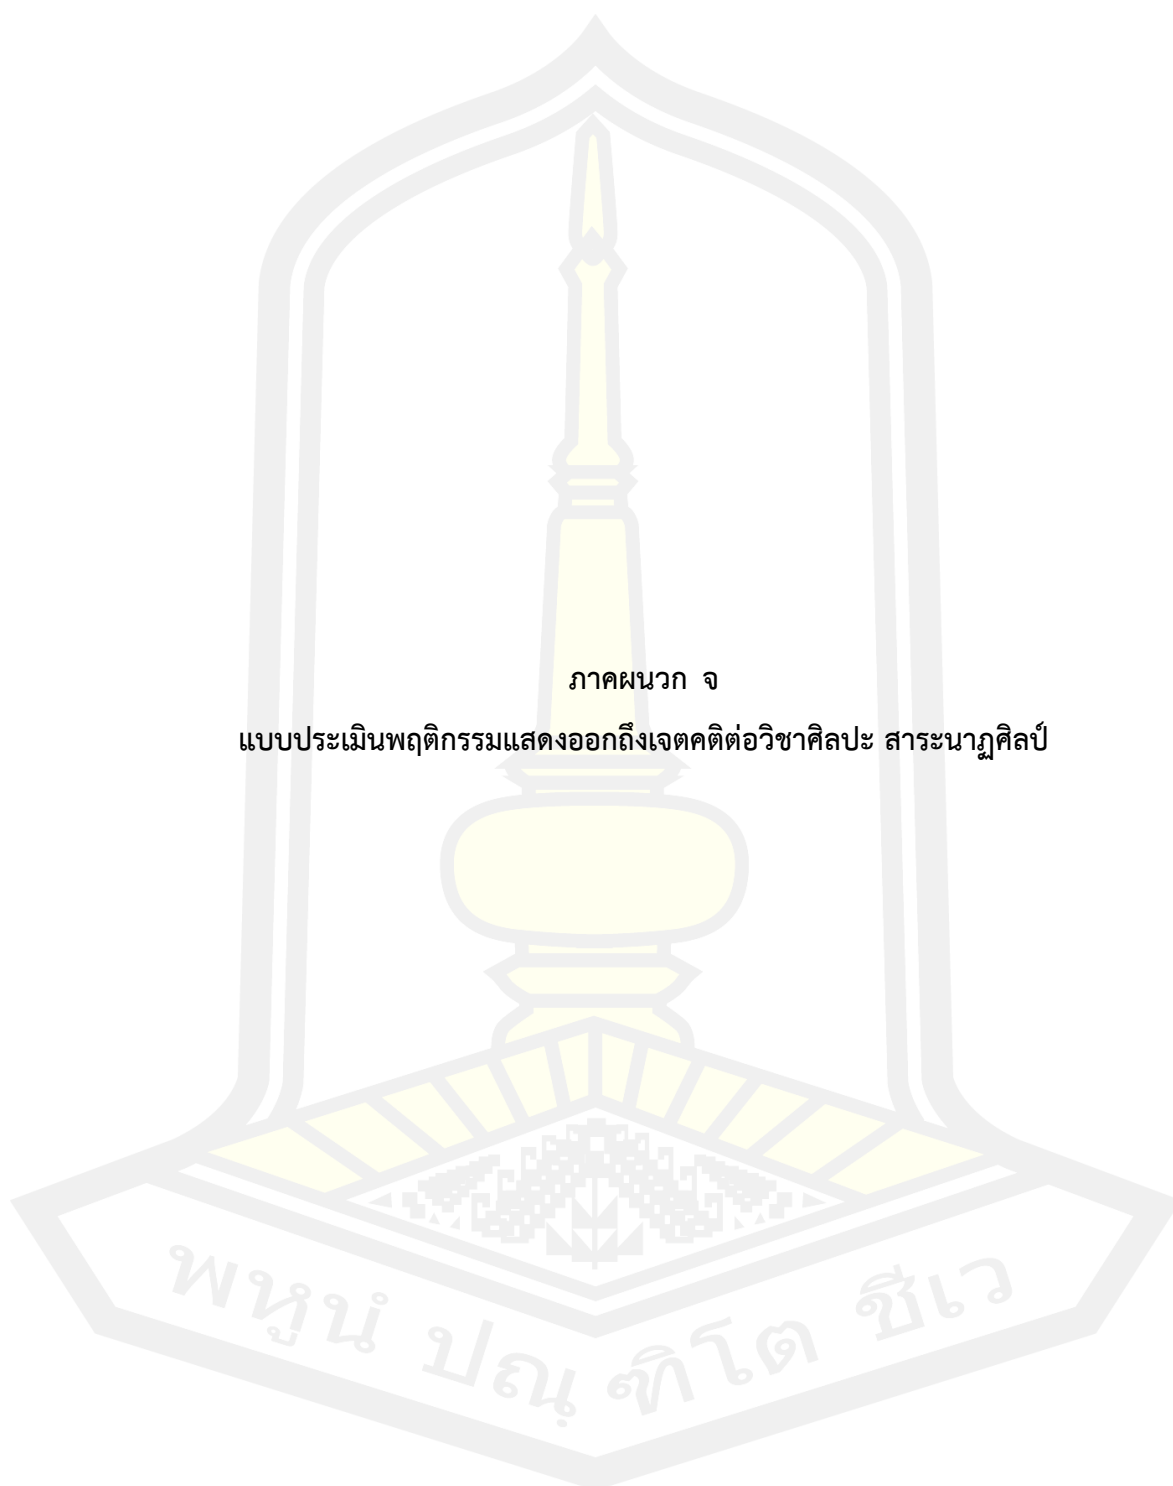 ภาคผนวก จ
แบบประเมินพฤติกรรมแสดงออกถึงเจตคติต่อวิชาศิลปะ สาระนาฏศิลป์
พหูนํ ปณฺฑิโต ชีเว